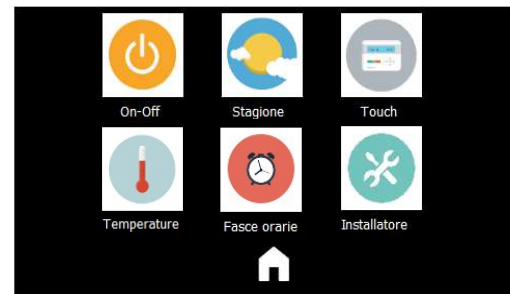 On-Off
Stagione
Touch
Temperature
Fasce orarie
Installatore